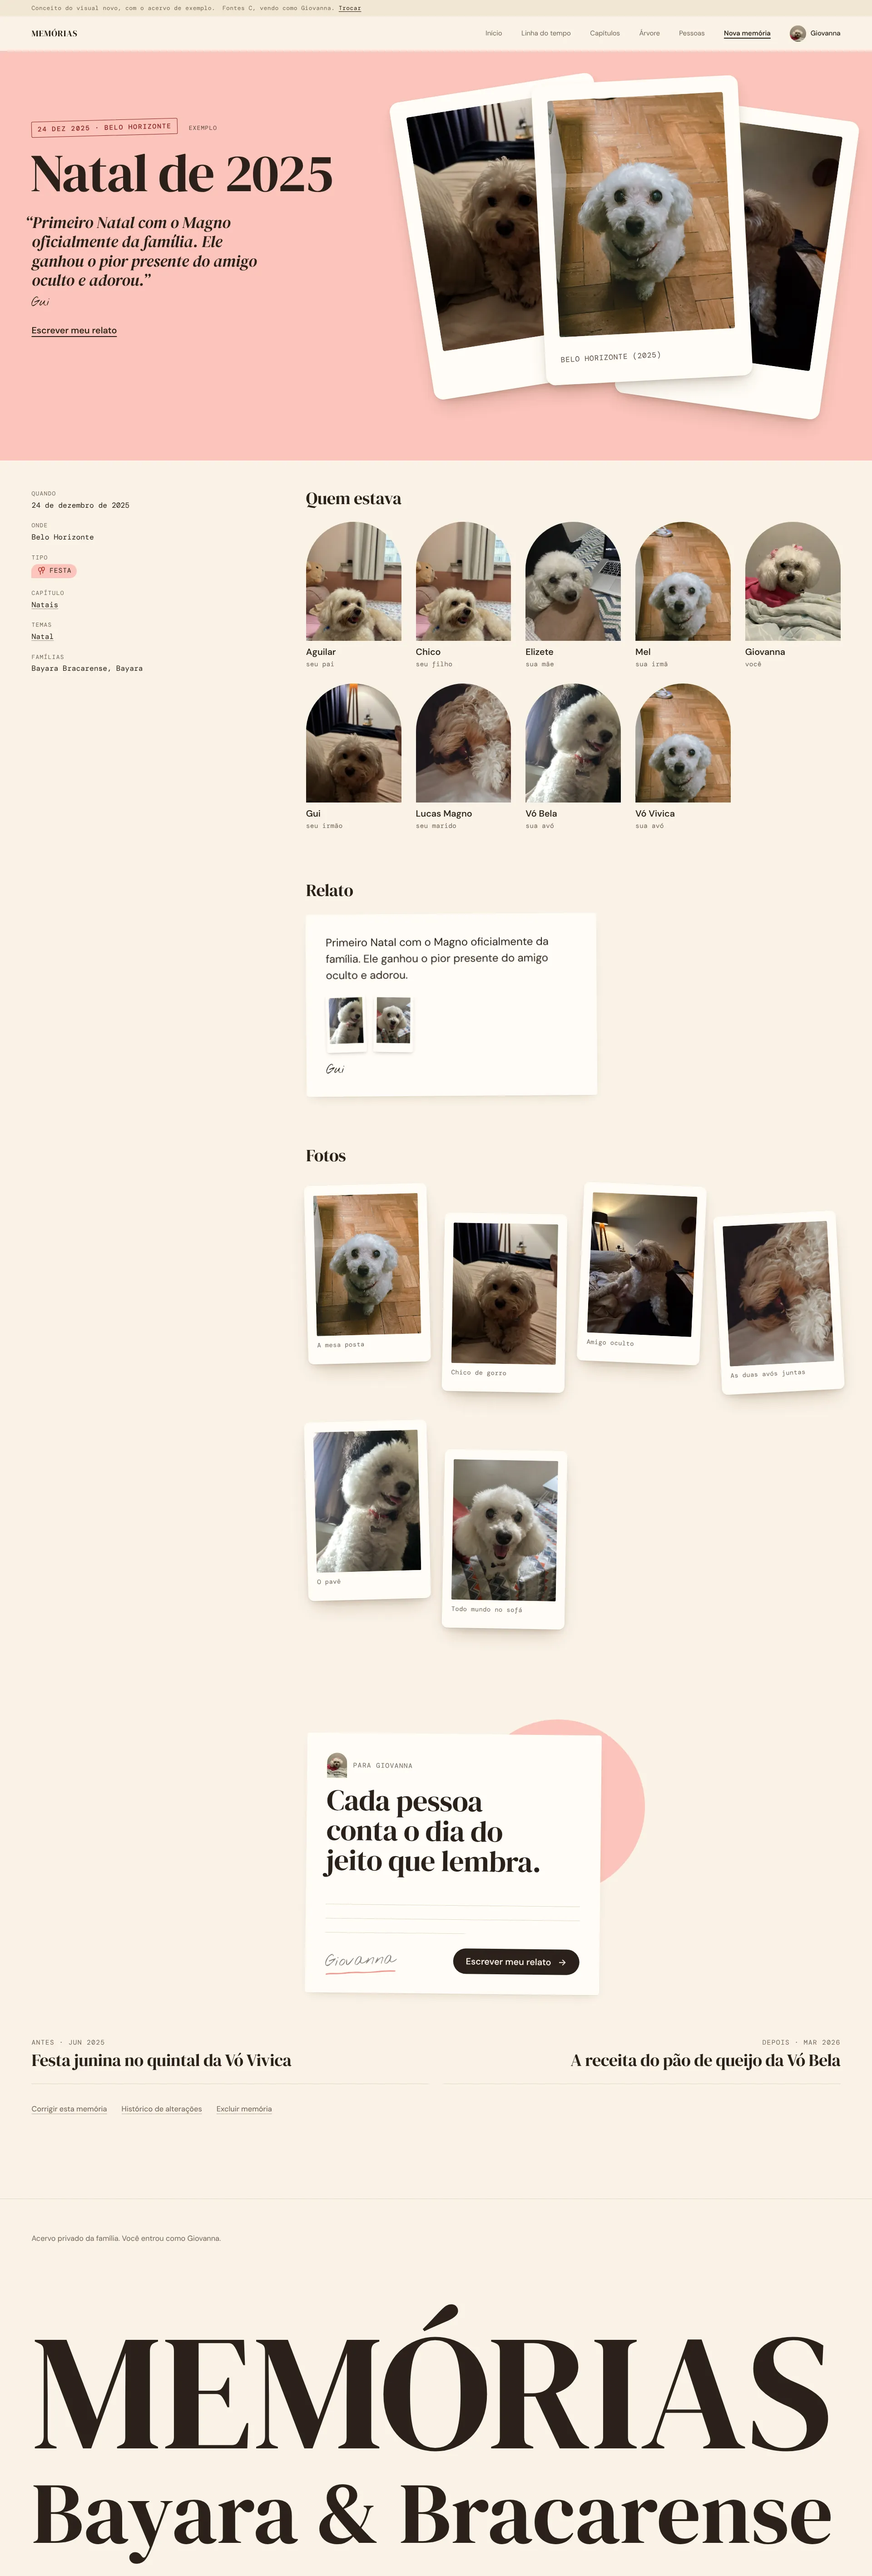 Conceito do visual novo, com o acervo de exemplo. Fontes C, vendo como Giovanna. Trocar
MEMÓRIAS
Início Linha do tempo Capítulos Árvore Pessoas Nova memória Giovanna
24 DEZ 2025 · BELO HORIZONTE
EXEMPLO
Natal de 2025
“Primeiro Natal com o Magno
oficialmente da família. Ele
ganhou o pior presente do amigo
oculto e adorou.”
Gui
Escrever meu relato
BELO HORIZONTE (2025)
QUANDO
24 de dezembro de 2025
ONDE
Belo Horizonte
TIPO
FESTA
CAPÍTULO
Natais
TEMAS
Natal
FAMÍLIAS
Bayara Bracarense, Bayara
Quem estava
Aguilar
seu pai
Chico
seu filho
Elizete
sua mãe
Mel
sua irmã
Giovanna
você
Gui
seu irmão
Lucas Magno
seu marido
Vó Bela
sua avó
Vó Vivica
sua avó
Relato
Primeiro Natal com o Magno oficialmente da
família. Ele ganhou o pior presente do amigo
oculto e adorou.
Gui
Fotos
A mesa posta
Chico de gorro
Amigo oculto
As duas avós juntas
O pavê
Todo mundo no sofá
PARA GIOVANNA
Cada pessoa
conta o dia do
jeito que lembra.
Giovanna
Escrever meu relato →
ANTES · JUN 2025
Festa junina no quintal da Vó Vivica
DEPOIS · MAR 2026
A receita do pão de queijo da Vó Bela
Corrigir esta memória Histórico de alterações Excluir memória
Acervo privado da família. Você entrou como Giovanna.
MEMÓRIAS
Bayara & Bracarense